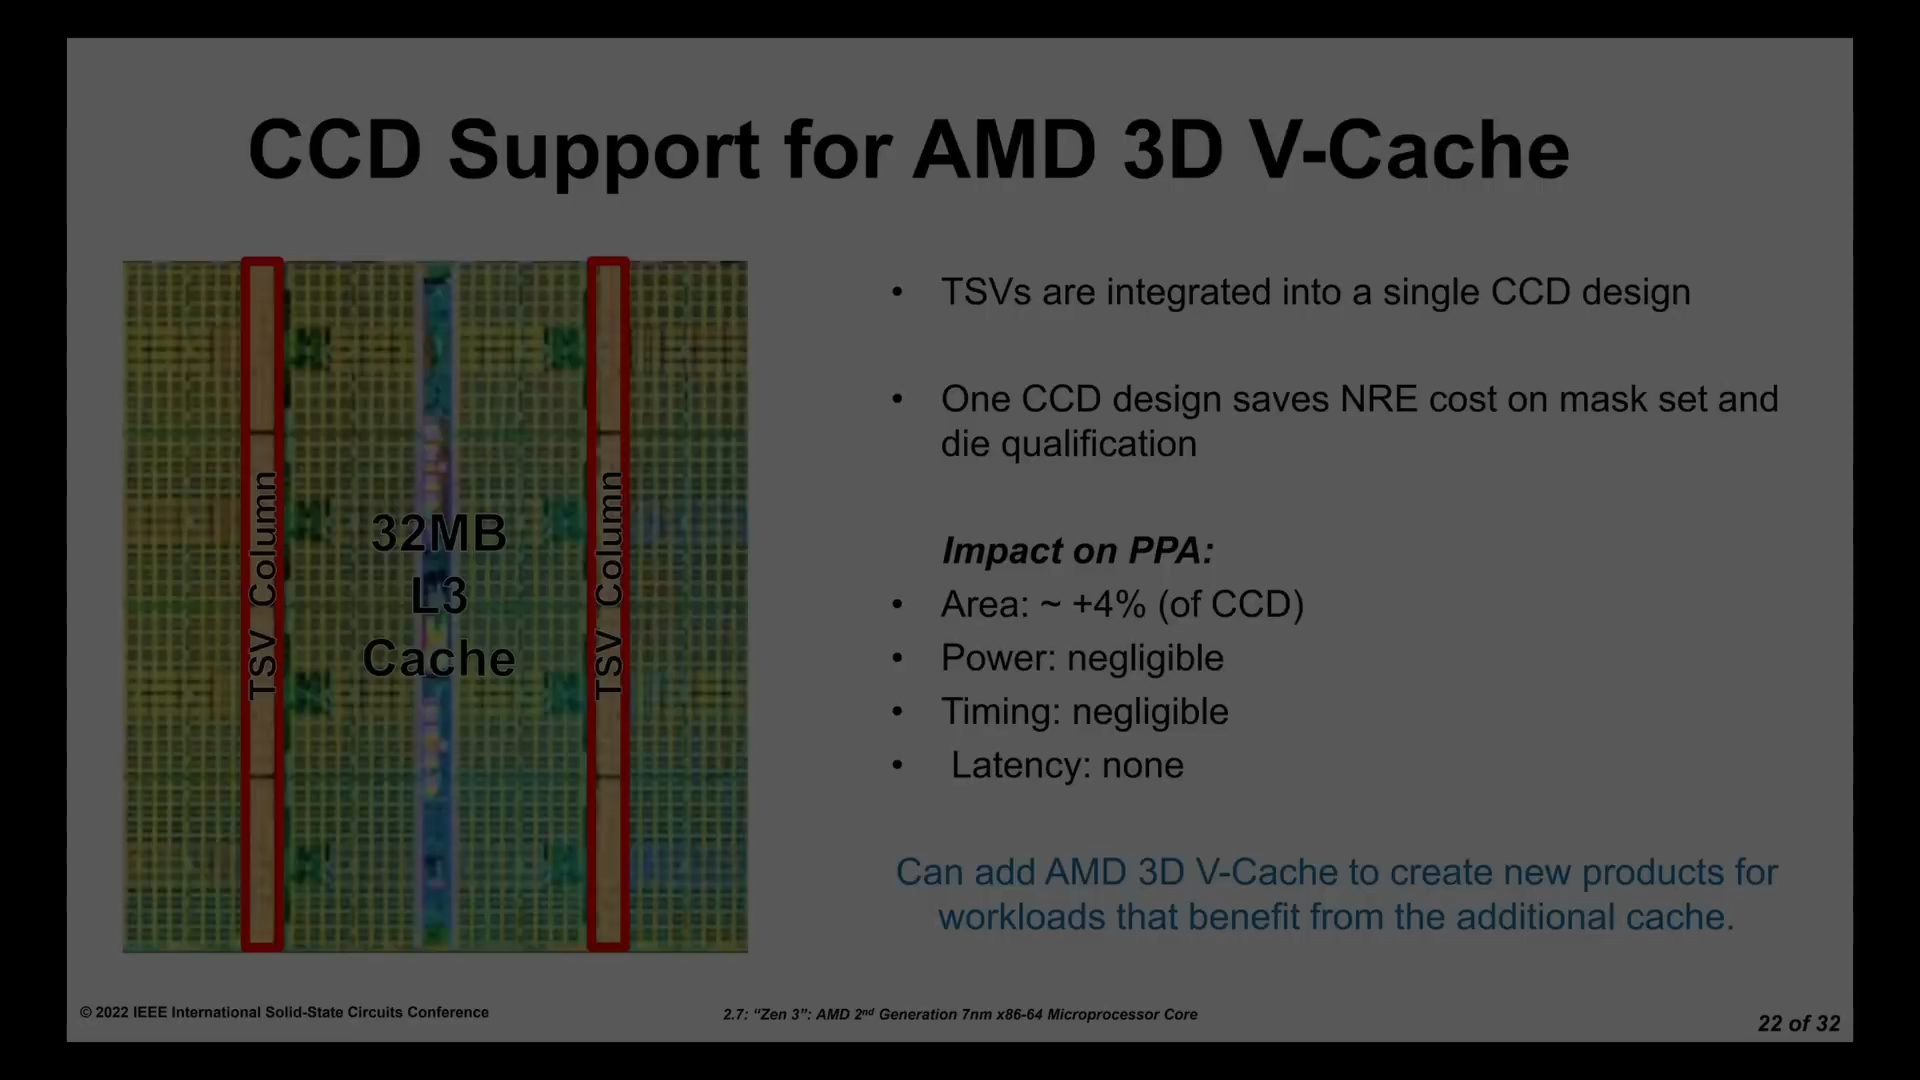 CCD Support for AMD 3D V-Cache
TSV Column
32MB
L3
Cache
TSV Column
• TSVs are integrated into a single CCD design
• One CCD design saves NRE cost on mask set and
die qualification
Impact on PPA:
• Area: ~ +4% (of CCD)
• Power: negligible
• Timing: negligible
• Latency: none
Can add AMD 3D V-Cache to create new products for
workloads that benefit from the additional cache.
© 2022 IEEE International Solid-State Circuits Conference
2.7: “Zen 3”: AMD 2nd Generation 7nm x86-64 Microprocessor Core
22 of 32